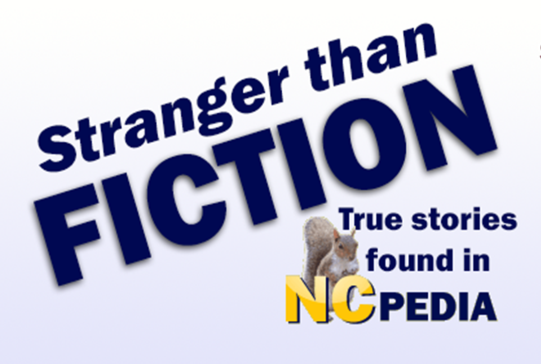 Stranger than
FICTION
True stories
found in
NCPEDIA